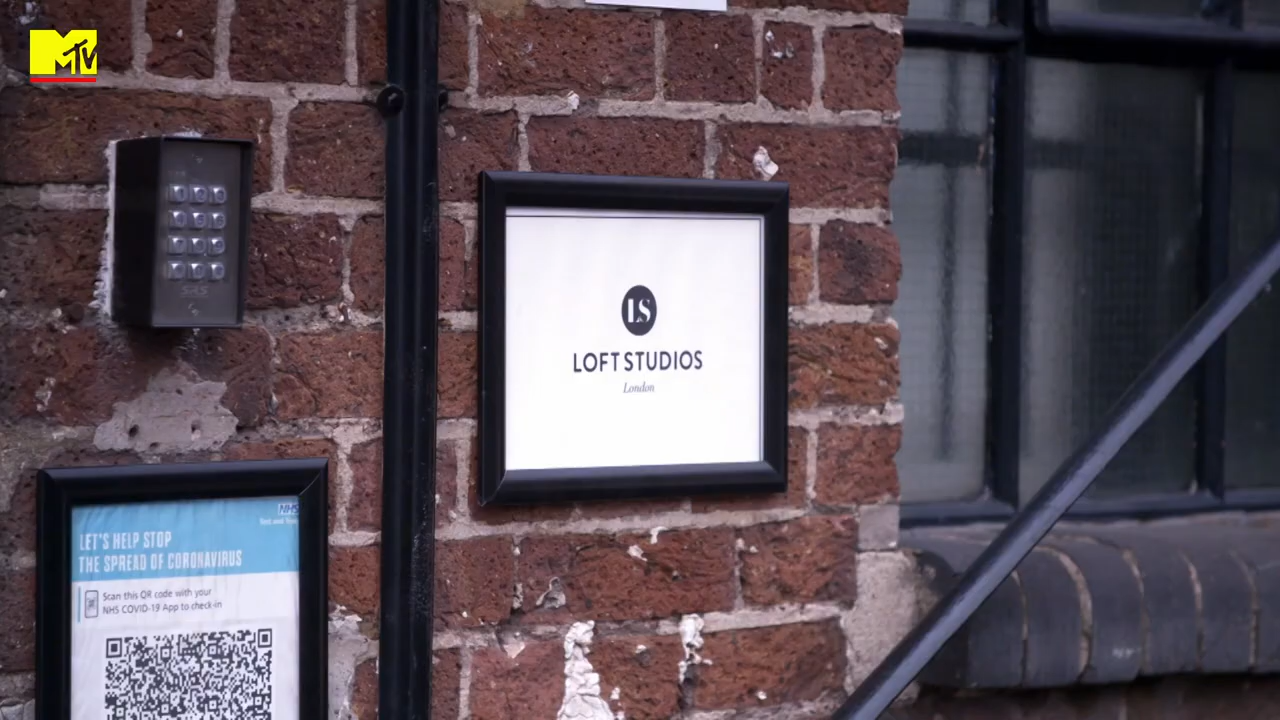 MTV
LS
LOFT STUDIOS
London
NHS
LET'S HELP STOP
THE SPREAD OF CORONAVIRUS
Scan this QR code with your
NHS COVID-19 App to check-in